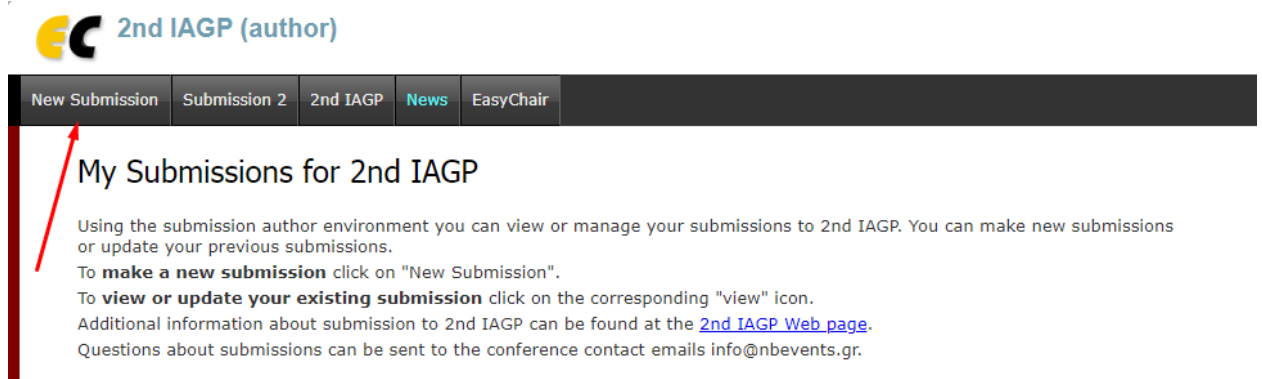 EC 2nd IAGP (author)
New Submission Submission 2 2nd IAGP News EasyChair
My Submissions for 2nd IAGP
Using the submission author environment you can view or manage your submissions to 2nd IAGP. You can make new submissions
or update your previous submissions.
To make a new submission click on "New Submission".
To view or update your existing submission click on the corresponding "view" icon.
Additional information about submission to 2nd IAGP can be found at the 2nd IAGP Web page.
Questions about submissions can be sent to the conference contact emails info@nbevents.gr.